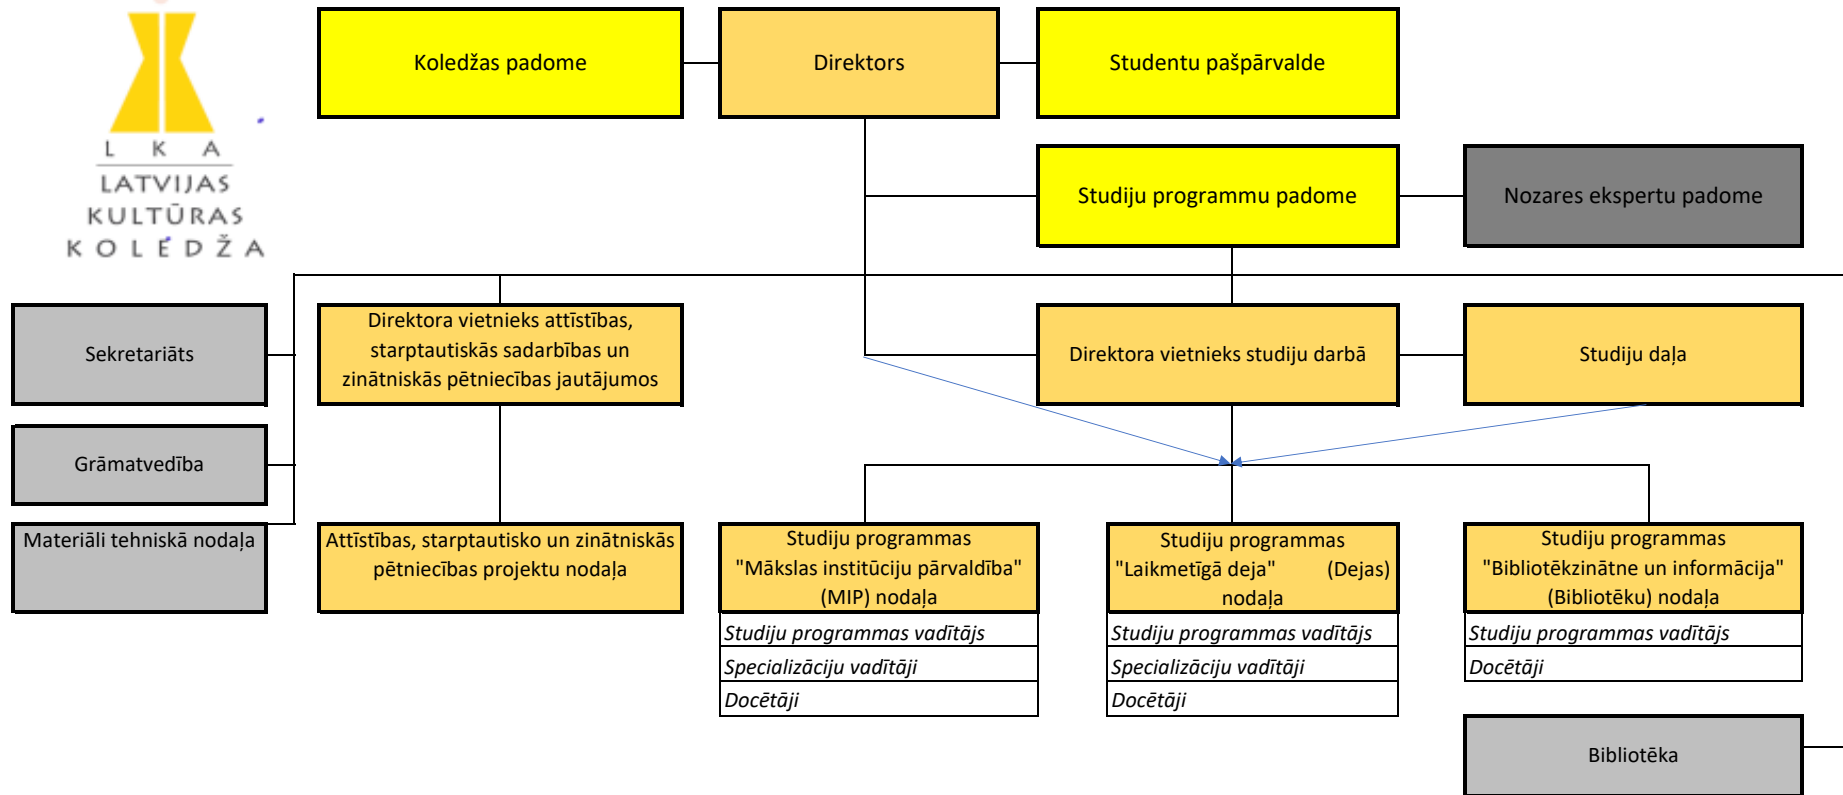 L K A
LATVIJAS
KULTŪRAS
KOLEDŽA
Koledžas padome
Direktors
Studentu pašpārvalde
Studiju programmu padome
Nozares ekspertu padome
Sekretariāts
Direktora vietnieks attīstības,
starptautiskās sadarbības un
zinātniskās pētniecības jautājumos
Direktora vietnieks studiju darbā
Studiju daļa
Grāmatvedība
Materiāli tehniskā nodaļa
Attīstības, starptautisko un zinātniskās
pētniecības projektu nodaļa
Studiju programmas
"Mākslas institūciju pārvaldība"
(MIP) nodaļa
Studiju programmas vadītājs
Specializāciju vadītāji
Docētāji
Studiju programmas
"Laikmetīgā deja" (Dejas)
nodaļa
Studiju programmas vadītājs
Specializāciju vadītāji
Docētāji
Studiju programmas
"Bibliotēkzinātne un informācija"
(Bibliotēku) nodaļa
Studiju programmas vadītājs
Docētāji
Bibliotēka